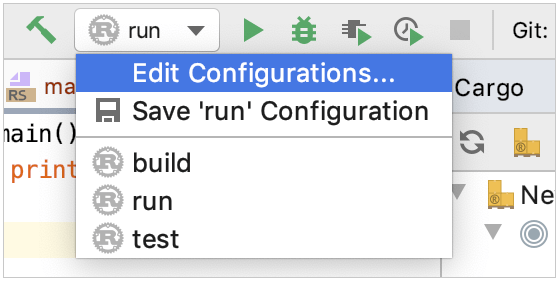 run
Git:
Edit Configurations...
Save 'run' Configuration
build
run
test
RS
ma
main()
print
Cargo
Ne